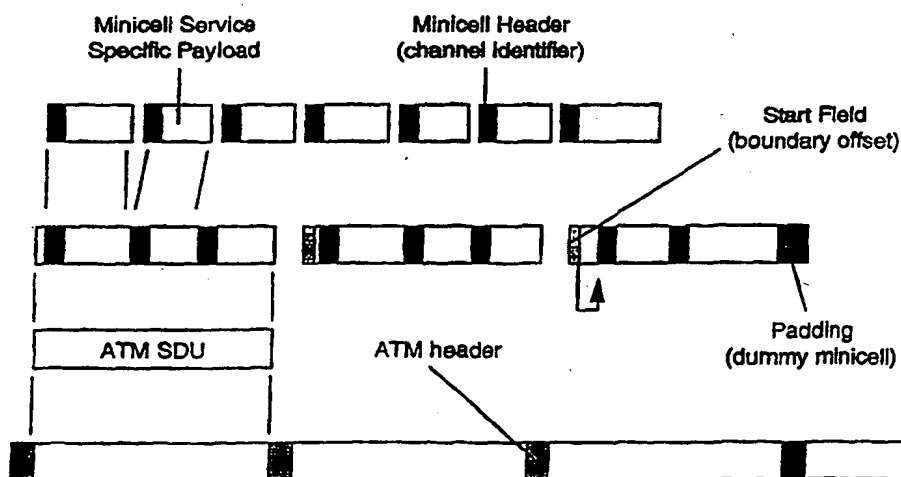 Minicell Service
Specific Payload
Minicell Header
(channel identifier)
Start Field
(boundary offset)
ATM SDU
ATM header
Padding
(dummy minicell)